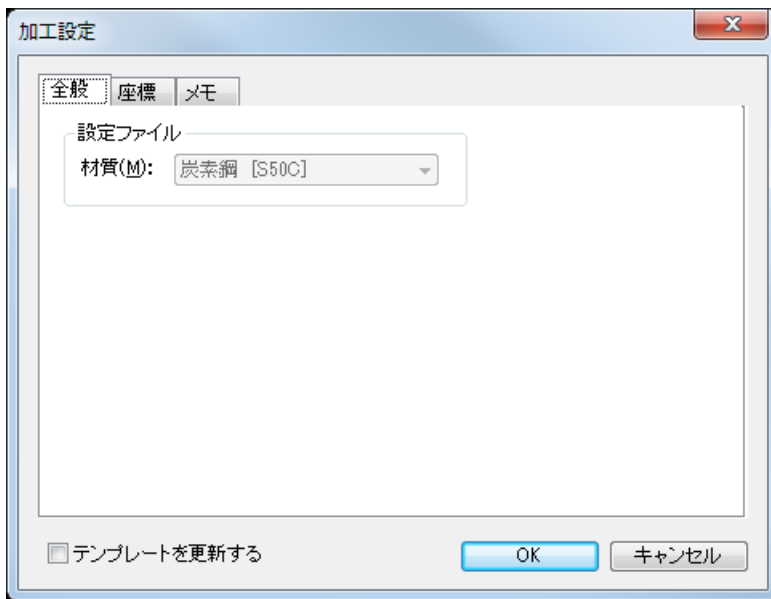 加工設定
全般 座標 メモ
設定ファイル
材質(M): 炭素鋼 [S50C]
テンプレートを更新する OK キャンセル